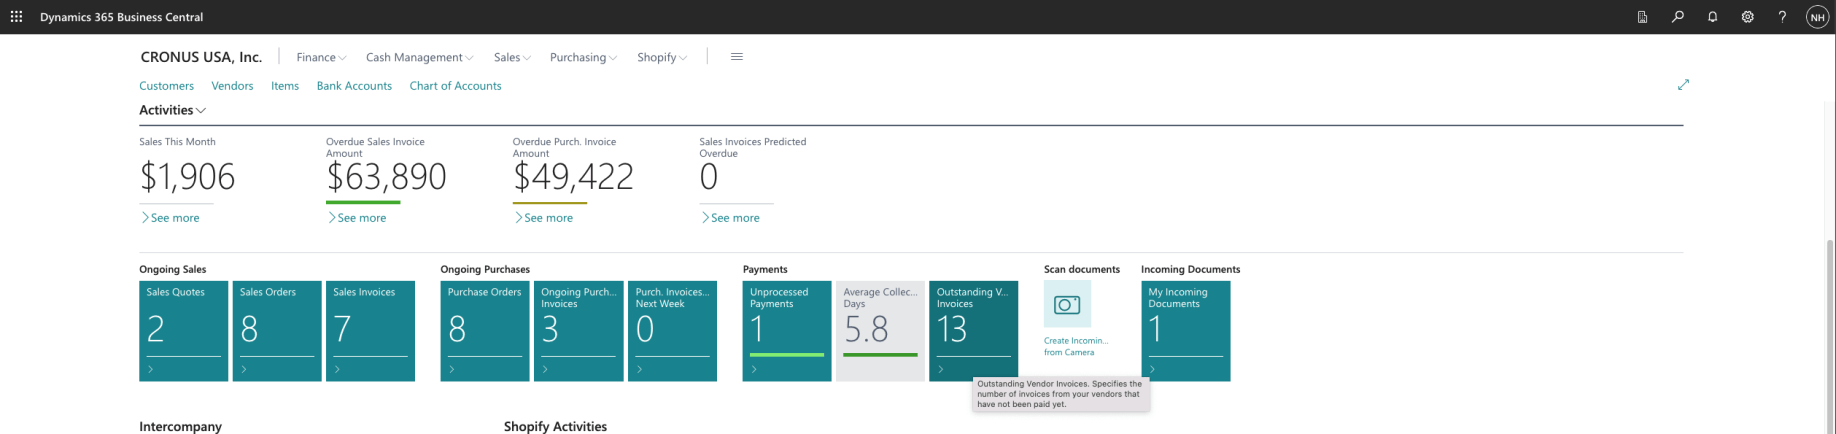 Dynamics 365 Business Central
NH
CRONUS USA, Inc.
Finance
Cash Management
Sales
Purchasing
Shopify
Customers
Vendors
Items
Bank Accounts
Chart of Accounts
Activities
Sales This Month
$1,906
See more
Overdue Sales Invoice
Amount
$63,890
See more
Overdue Purch. Invoice
Amount
$49,422
See more
Sales Invoices Predicted
Overdue
0
See more
Ongoing Sales
Sales Quotes
2
Sales Orders
8
Sales Invoices
7
Ongoing Purchases
Purchase Orders
8
Ongoing Purch...
Invoices
3
Purch. Invoices...
Next Week
0
Payments
Unprocessed
Payments
1
Average Collec...
Days
5.8
Outstanding V...
Invoices
13
Outstanding Vendor Invoices. Specifies the
number of invoices from your vendors that
have not been paid yet.
Scan documents
Create Incomin...
from Camera
Incoming Documents
My Incoming
Documents
1
Intercompany
Shopify Activities